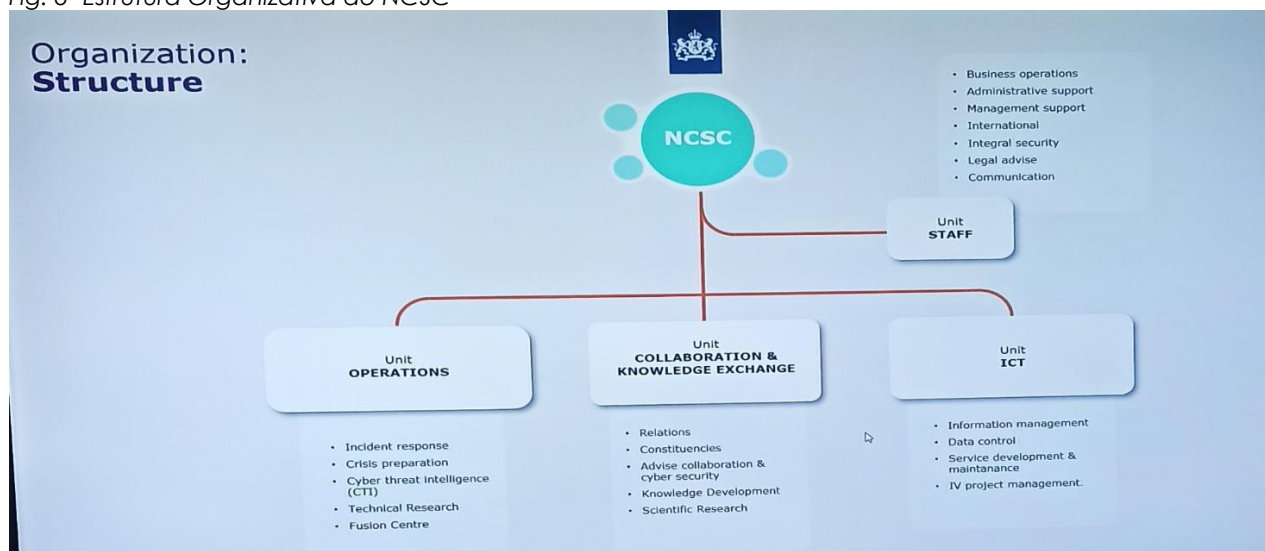 Fig. 6 Estrutura Organizativa do NCSC
Organization:
Structure
NCSC
• Business operations
• Administrative support
• Management support
• International
• Integral security
• Legal advise
• Communication
Unit
STAFF
Unit
OPERATIONS
• Incident response
• Crisis preparation
• Cyber threat intelligence
(CTI)
• Technical Research
• Fusion Centre
Unit
COLLABORATION &
KNOWLEDGE EXCHANGE
• Relations
• Constituencies
• Advise collaboration &
cyber security
• Knowledge Development
• Scientific Research
Unit
ICT
• Information management
• Data control
• Service development &
maintanance
• IV project management.